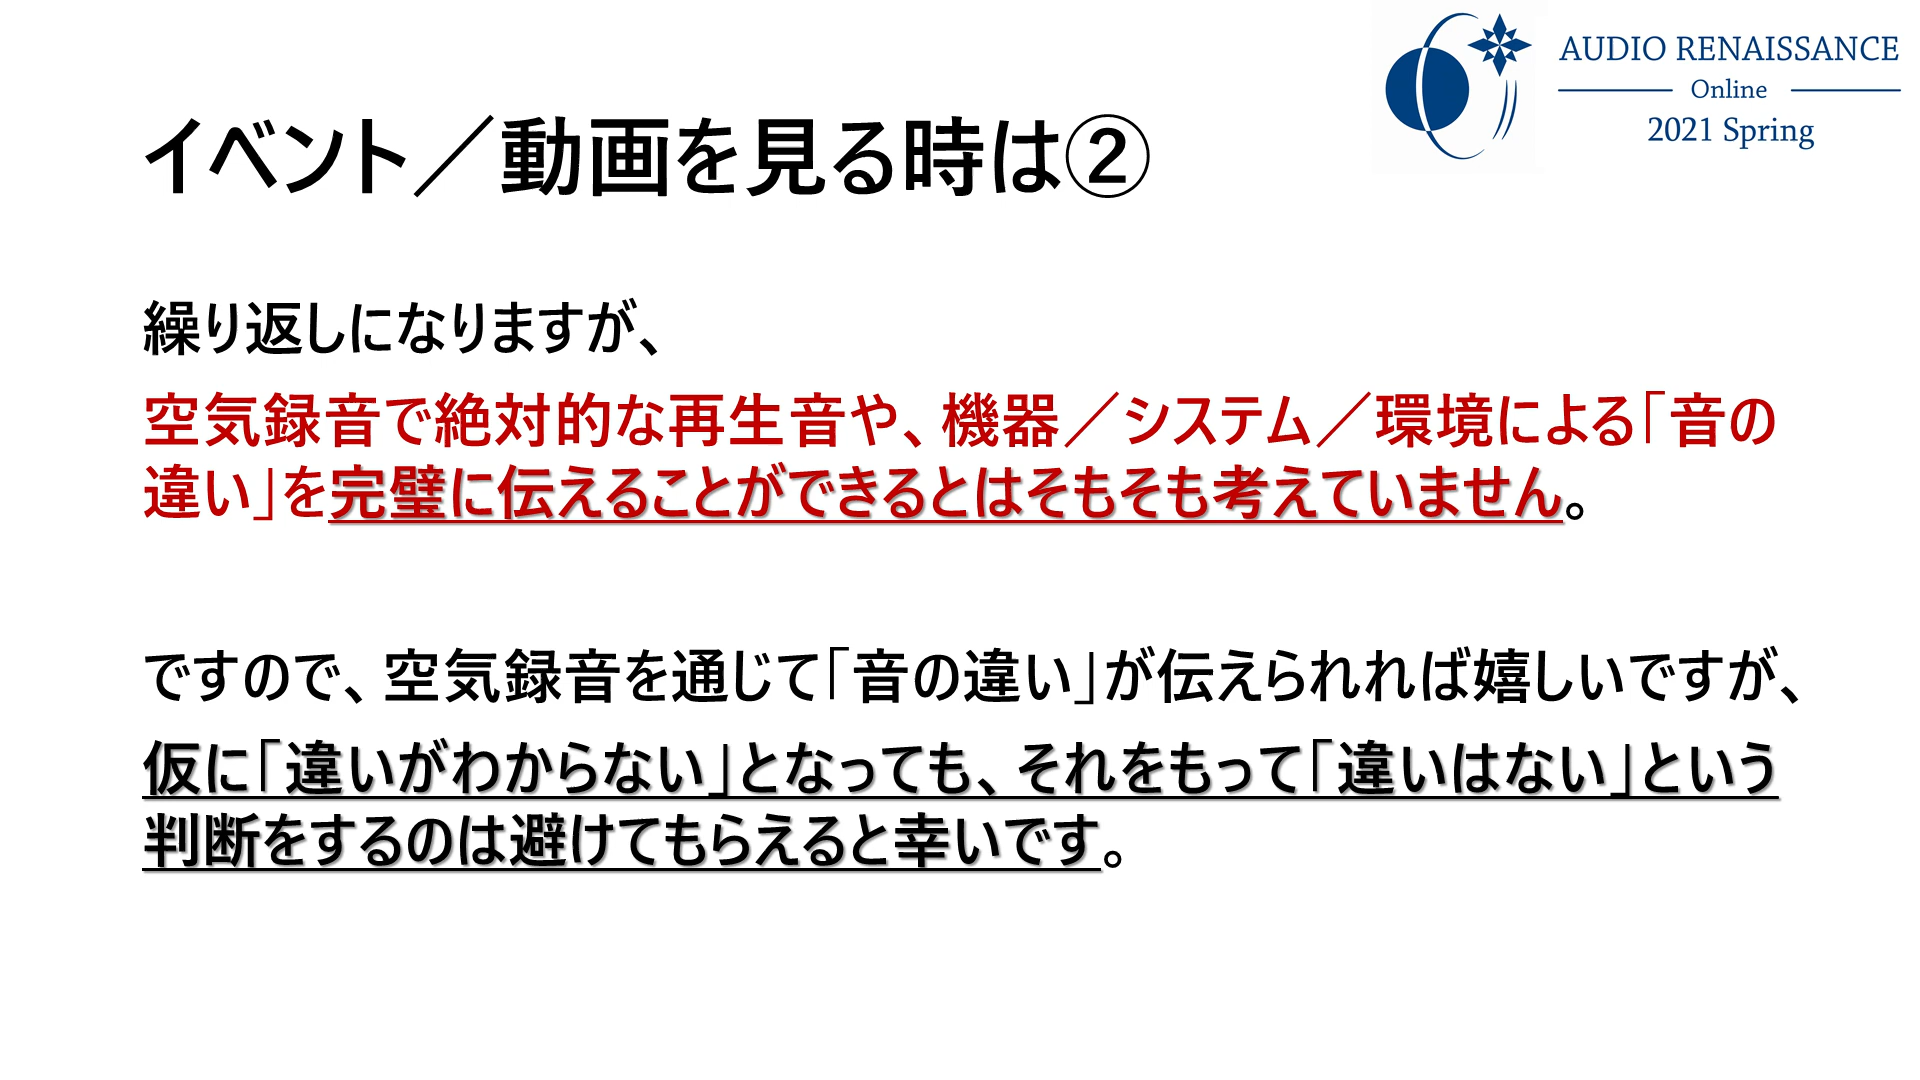 AUDIO RENAISSANCE
Online
2021 Spring
イベント／動画を見る時は②
繰り返しになりますが、
空気録音で絶対的な再生音や、機器／システム／環境による「音の
違い」を完璧に伝えることができるとはそもそも考えていません。
ですので、空気録音を通じて「音の違い」が伝えられれば嬉しいですが、
仮に「違いがわからない」となっても、それをもって「違いはない」という
判断をするのは避けてもらえると幸いです。